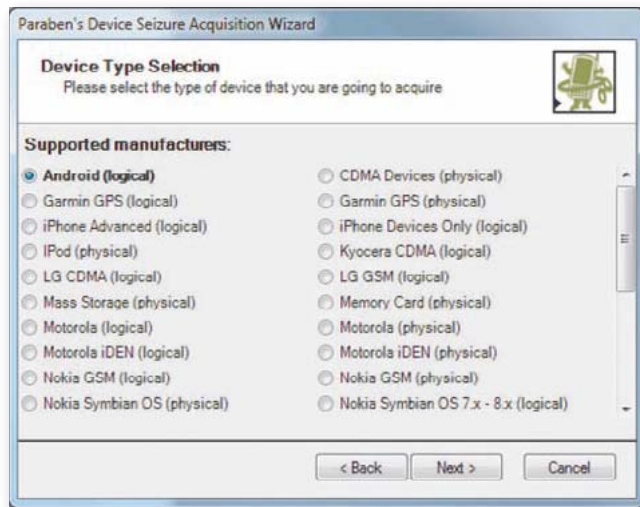 Paraben's Device Seizure Acquisition Wizard
Device Type Selection
Please select the type of device that you are going to acquire
Supported manufacturers:
Android (logical) CDMA Devices (physical)
Garmin GPS (logical) Garmin GPS (physical)
iPhone Advanced (logical) iPhone Devices Only (logical)
IPod (physical) Kyocera CDMA (logical)
LG CDMA (logical) LG GSM (logical)
Mass Storage (physical) Memory Card (physical)
Motorola (logical) Motorola (physical)
Motorola iDEN (logical) Motorola iDEN (physical)
Nokia GSM (logical) Nokia GSM (physical)
Nokia Symbian OS (physical) Nokia Symbian OS 7.x - 8.x (logical)
< Back Next > Cancel